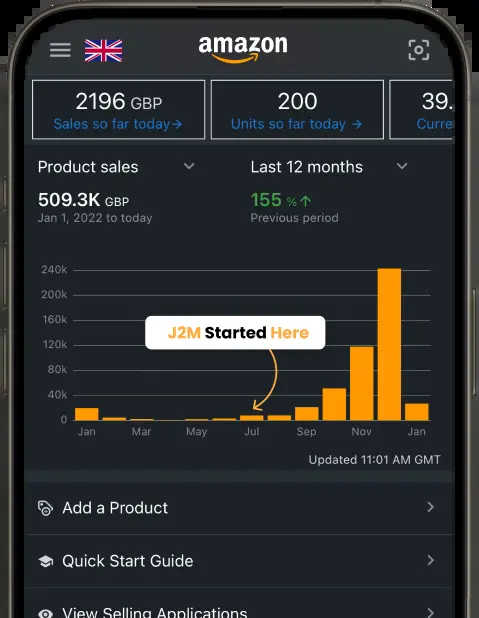 amazon
2196 GBP
Sales so far today→
200
Units so far today →
39.
Curre
Product sales
Last 12 months
509.3K GBP
Jan 1, 2022 to today
155 %↑
Previous period
240k
200k
160k
120k
80k
40k
0
J2M Started Here
Jan Mar May Jul Sep Nov Jan
Updated 11:01 AM GMT
Add a Product
Quick Start Guide
View Selling Applications